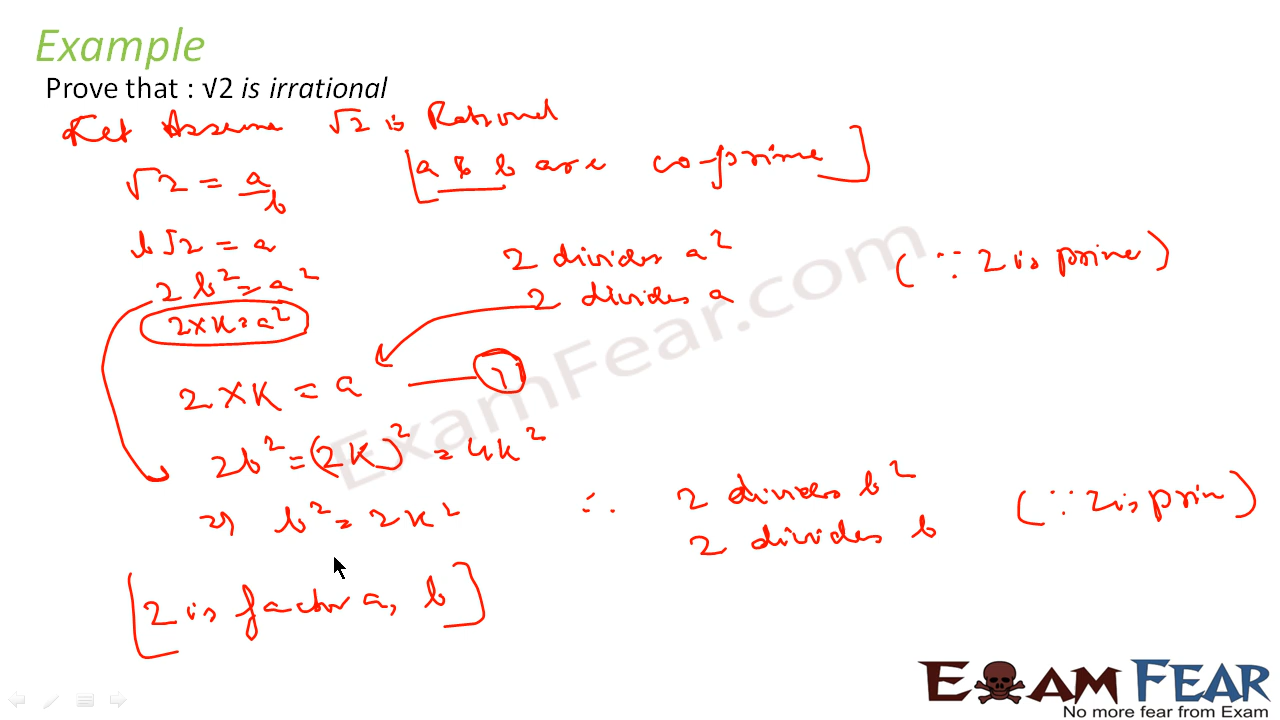 Example
Prove that : √2 is irrational
Let Assume √2 is Rational
√2 = a/b [a & b are co-prime]
b√2 = a
2 divides a² (∵ 2 is prime)
2b² = a²
2 divides a
2×K=a²
2×K = a — 1
2b² = (2K)² = 4K²
⇒ b² = 2K² ∴ 2 divides b² (∵ 2 is prim)
2 divides b
[2 is factor a, b]
ExamFear.com
EXAM FEAR
No more fear from Exam